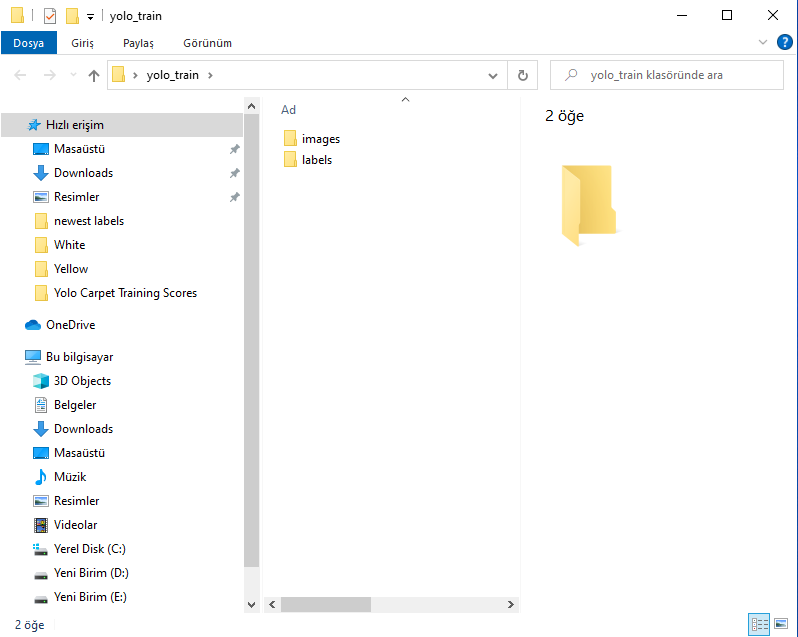 yolo_train
Dosya
Giriş
Paylaş
Görünüm
?
yolo_train
yolo_train klasöründe ara
Hızlı erişim
Masaüstü
Downloads
Resimler
newest labels
White
Yellow
Yolo Carpet Training Scores
OneDrive
Bu bilgisayar
3D Objects
Belgeler
Downloads
Masaüstü
Müzik
Resimler
Videolar
Yerel Disk (C:)
Yeni Birim (D:)
Yeni Birim (E:)
Ad
images
labels
2 öğe
2 öğe